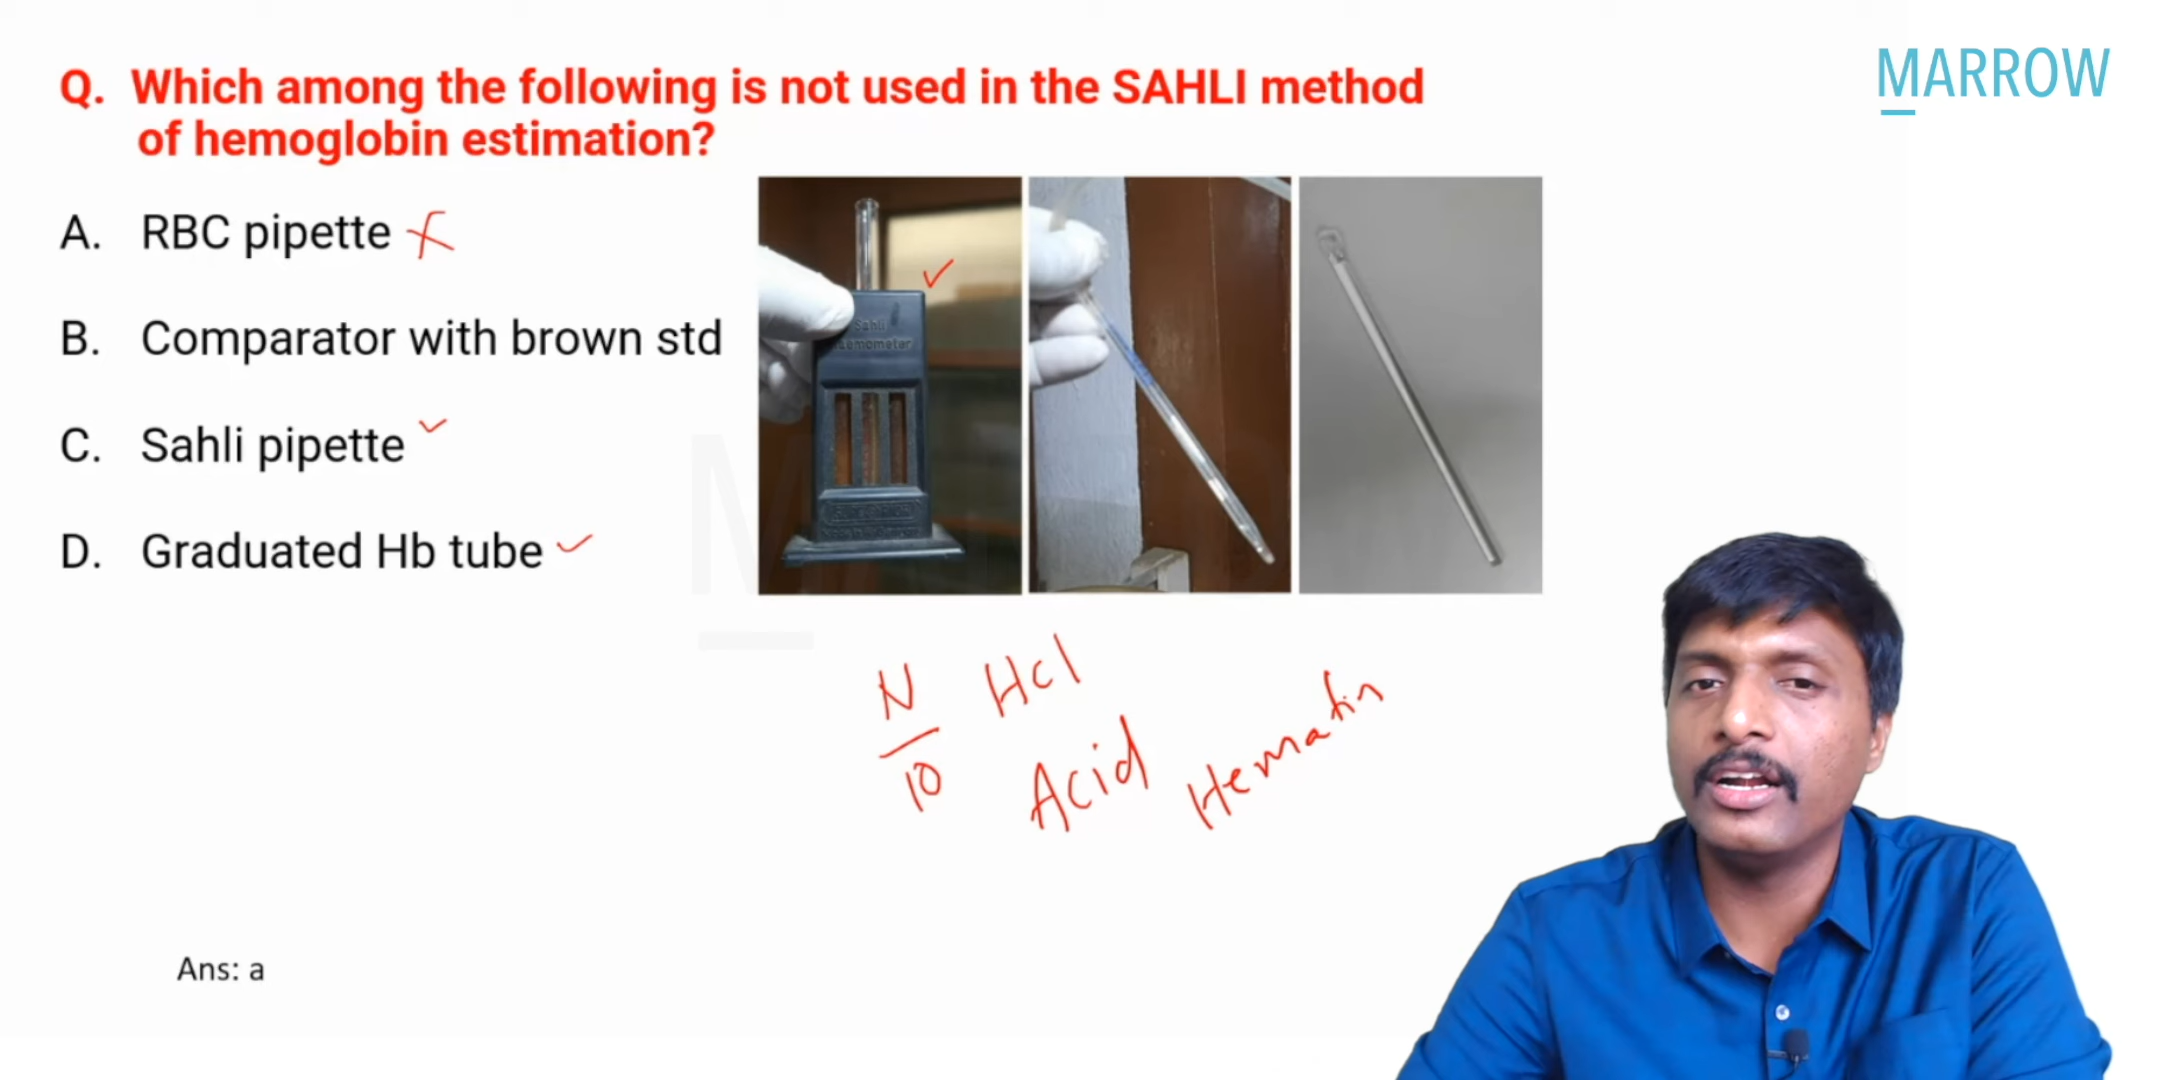 MARROW
Q. Which among the following is not used in the SAHLI method
of hemoglobin estimation?
A. RBC pipette
B. Comparator with brown std
C. Sahli pipette
D. Graduated Hb tube
Sahli
N
10
HCl
Acid Hematin
Ans: a